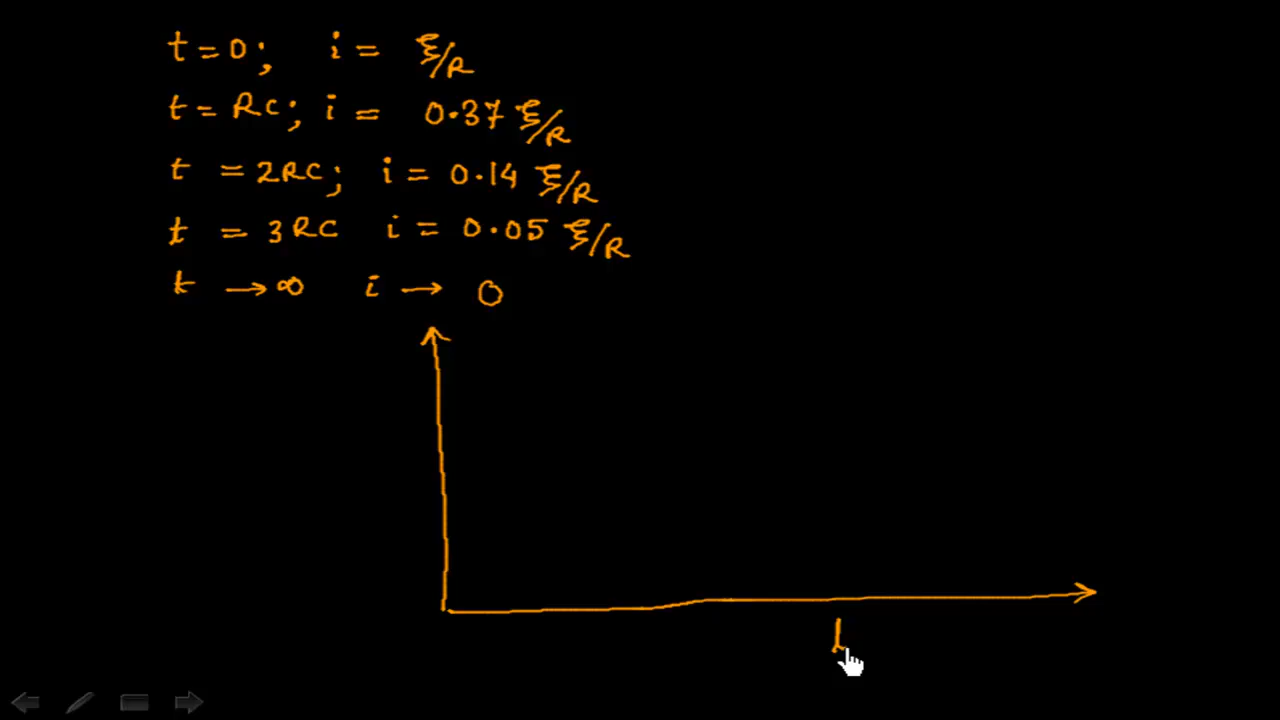 t = 0; i = ξ/R
t = RC; i = 0.37 ξ/R
t = 2RC; i = 0.14 ξ/R
t = 3RC i = 0.05 ξ/R
t → ∞ i → 0